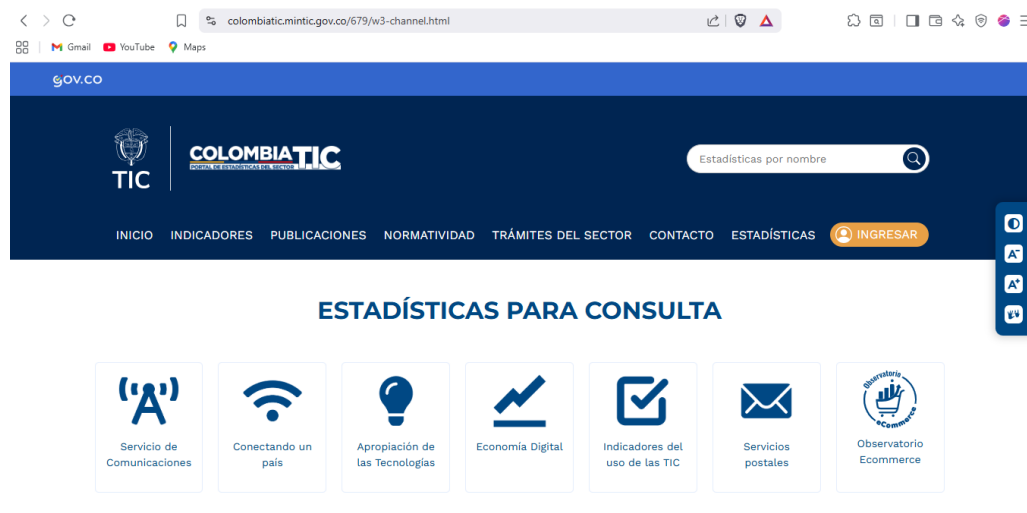 colombiatic.mintic.gov.co/679/w3-channel.html
Gmail YouTube Maps
GOV.CO
TIC
COLOMBIATIC
PORTAL DE ESTADÍSTICAS DEL SECTOR
Estadísticas por nombre
INICIO INDICADORES PUBLICACIONES NORMATIVIDAD TRÁMITES DEL SECTOR CONTACTO ESTADÍSTICAS INGRESAR
A-
A+
ESTADÍSTICAS PARA CONSULTA
Servicio de
Comunicaciones
Conectando un
país
Apropiación de
las Tecnologías
Economía Digital
Indicadores del
uso de las TIC
Servicios
postales
Observatorio
eCommerce
Observatorio
Ecommerce